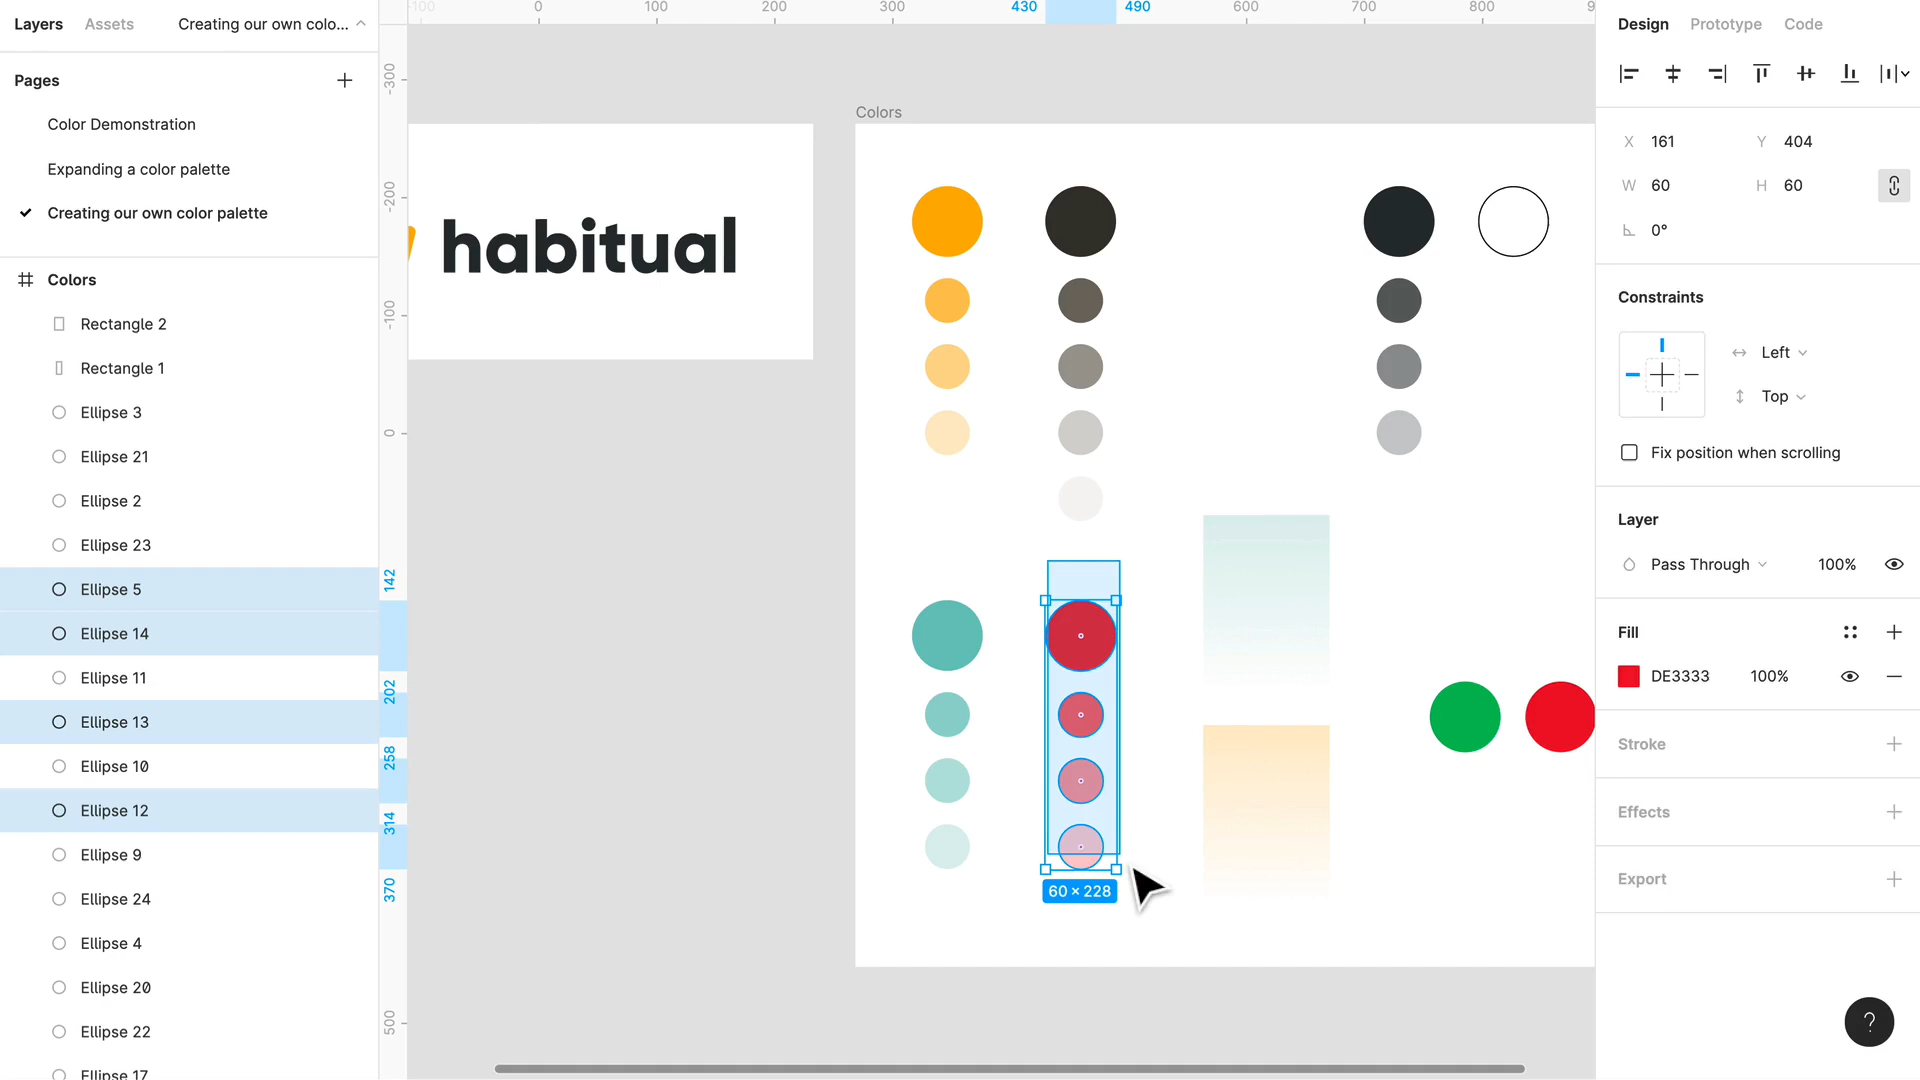 Layers
Assets
Creating our own colo...
Pages
Color Demonstration
Expanding a color palette
Creating our own color palette
Colors
Rectangle 2
Rectangle 1
Ellipse 3
Ellipse 21
Ellipse 2
Ellipse 23
Ellipse 5
Ellipse 14
Ellipse 11
Ellipse 13
Ellipse 10
Ellipse 12
Ellipse 9
Ellipse 24
Ellipse 4
Ellipse 20
Ellipse 22
Ellipse 17
-100 0 100 200 300 430 490 600 700 800 9
-300
-200
-100
0
142
202
258
314
370
500
habitual
Colors
60 × 228
Design
Prototype
Code
X 161 Y 404
W 60 H 60
0°
Constraints
Left
Top
Fix position when scrolling
Layer
Pass Through 100%
Fill
DE3333 100%
Stroke
Effects
Export
?